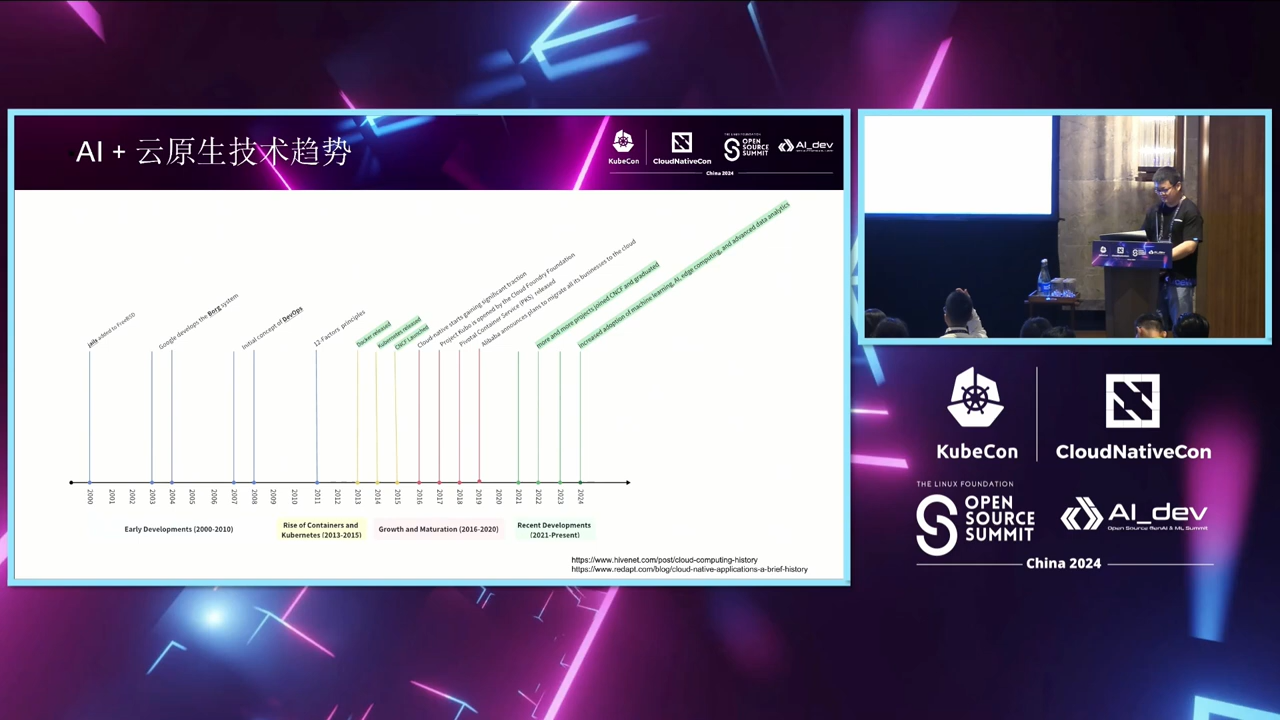 AI + 云原生技术趋势
KubeCon
CloudNativeCon
THE LINUX FOUNDATION
OPEN
SOURCE
SUMMIT
AI_dev
China 2024
Jails added to FreeBSD
Google develops the Borg system
Initial concept of DevOps
12-Factors principles
Docker released
Kubernetes released
CNCF Launched
Cloud-native starts gaining significant traction
Project Kubo is opened by the Cloud Foundry Foundation
Pivotal Container Service (PKS) released
Alibaba announces plans to migrate all its businesses to the cloud
more and more projects joined CNCF and graduated
Increased adoption of machine learning, AI, edge computing, and advanced data analytics
2000
2001
2002
2003
2004
2005
2006
2007
2008
2009
2010
2011
2012
2013
2014
2015
2016
2017
2018
2019
2020
2021
2022
2023
2024
Early Developments (2000-2010)
Rise of Containers and
Kubernetes (2013-2015)
Growth and Maturation (2016-2020)
Recent Developments
(2021-Present)
https://www.hivenet.com/post/cloud-computing-history
https://www.redapt.com/blog/cloud-native-applications-a-brief-history
KubeCon
CloudNativeCon
THE LINUX FOUNDATION
OPEN
SOURCE
SUMMIT
AI_dev
Open Source GenAI & ML Summit
China 2024